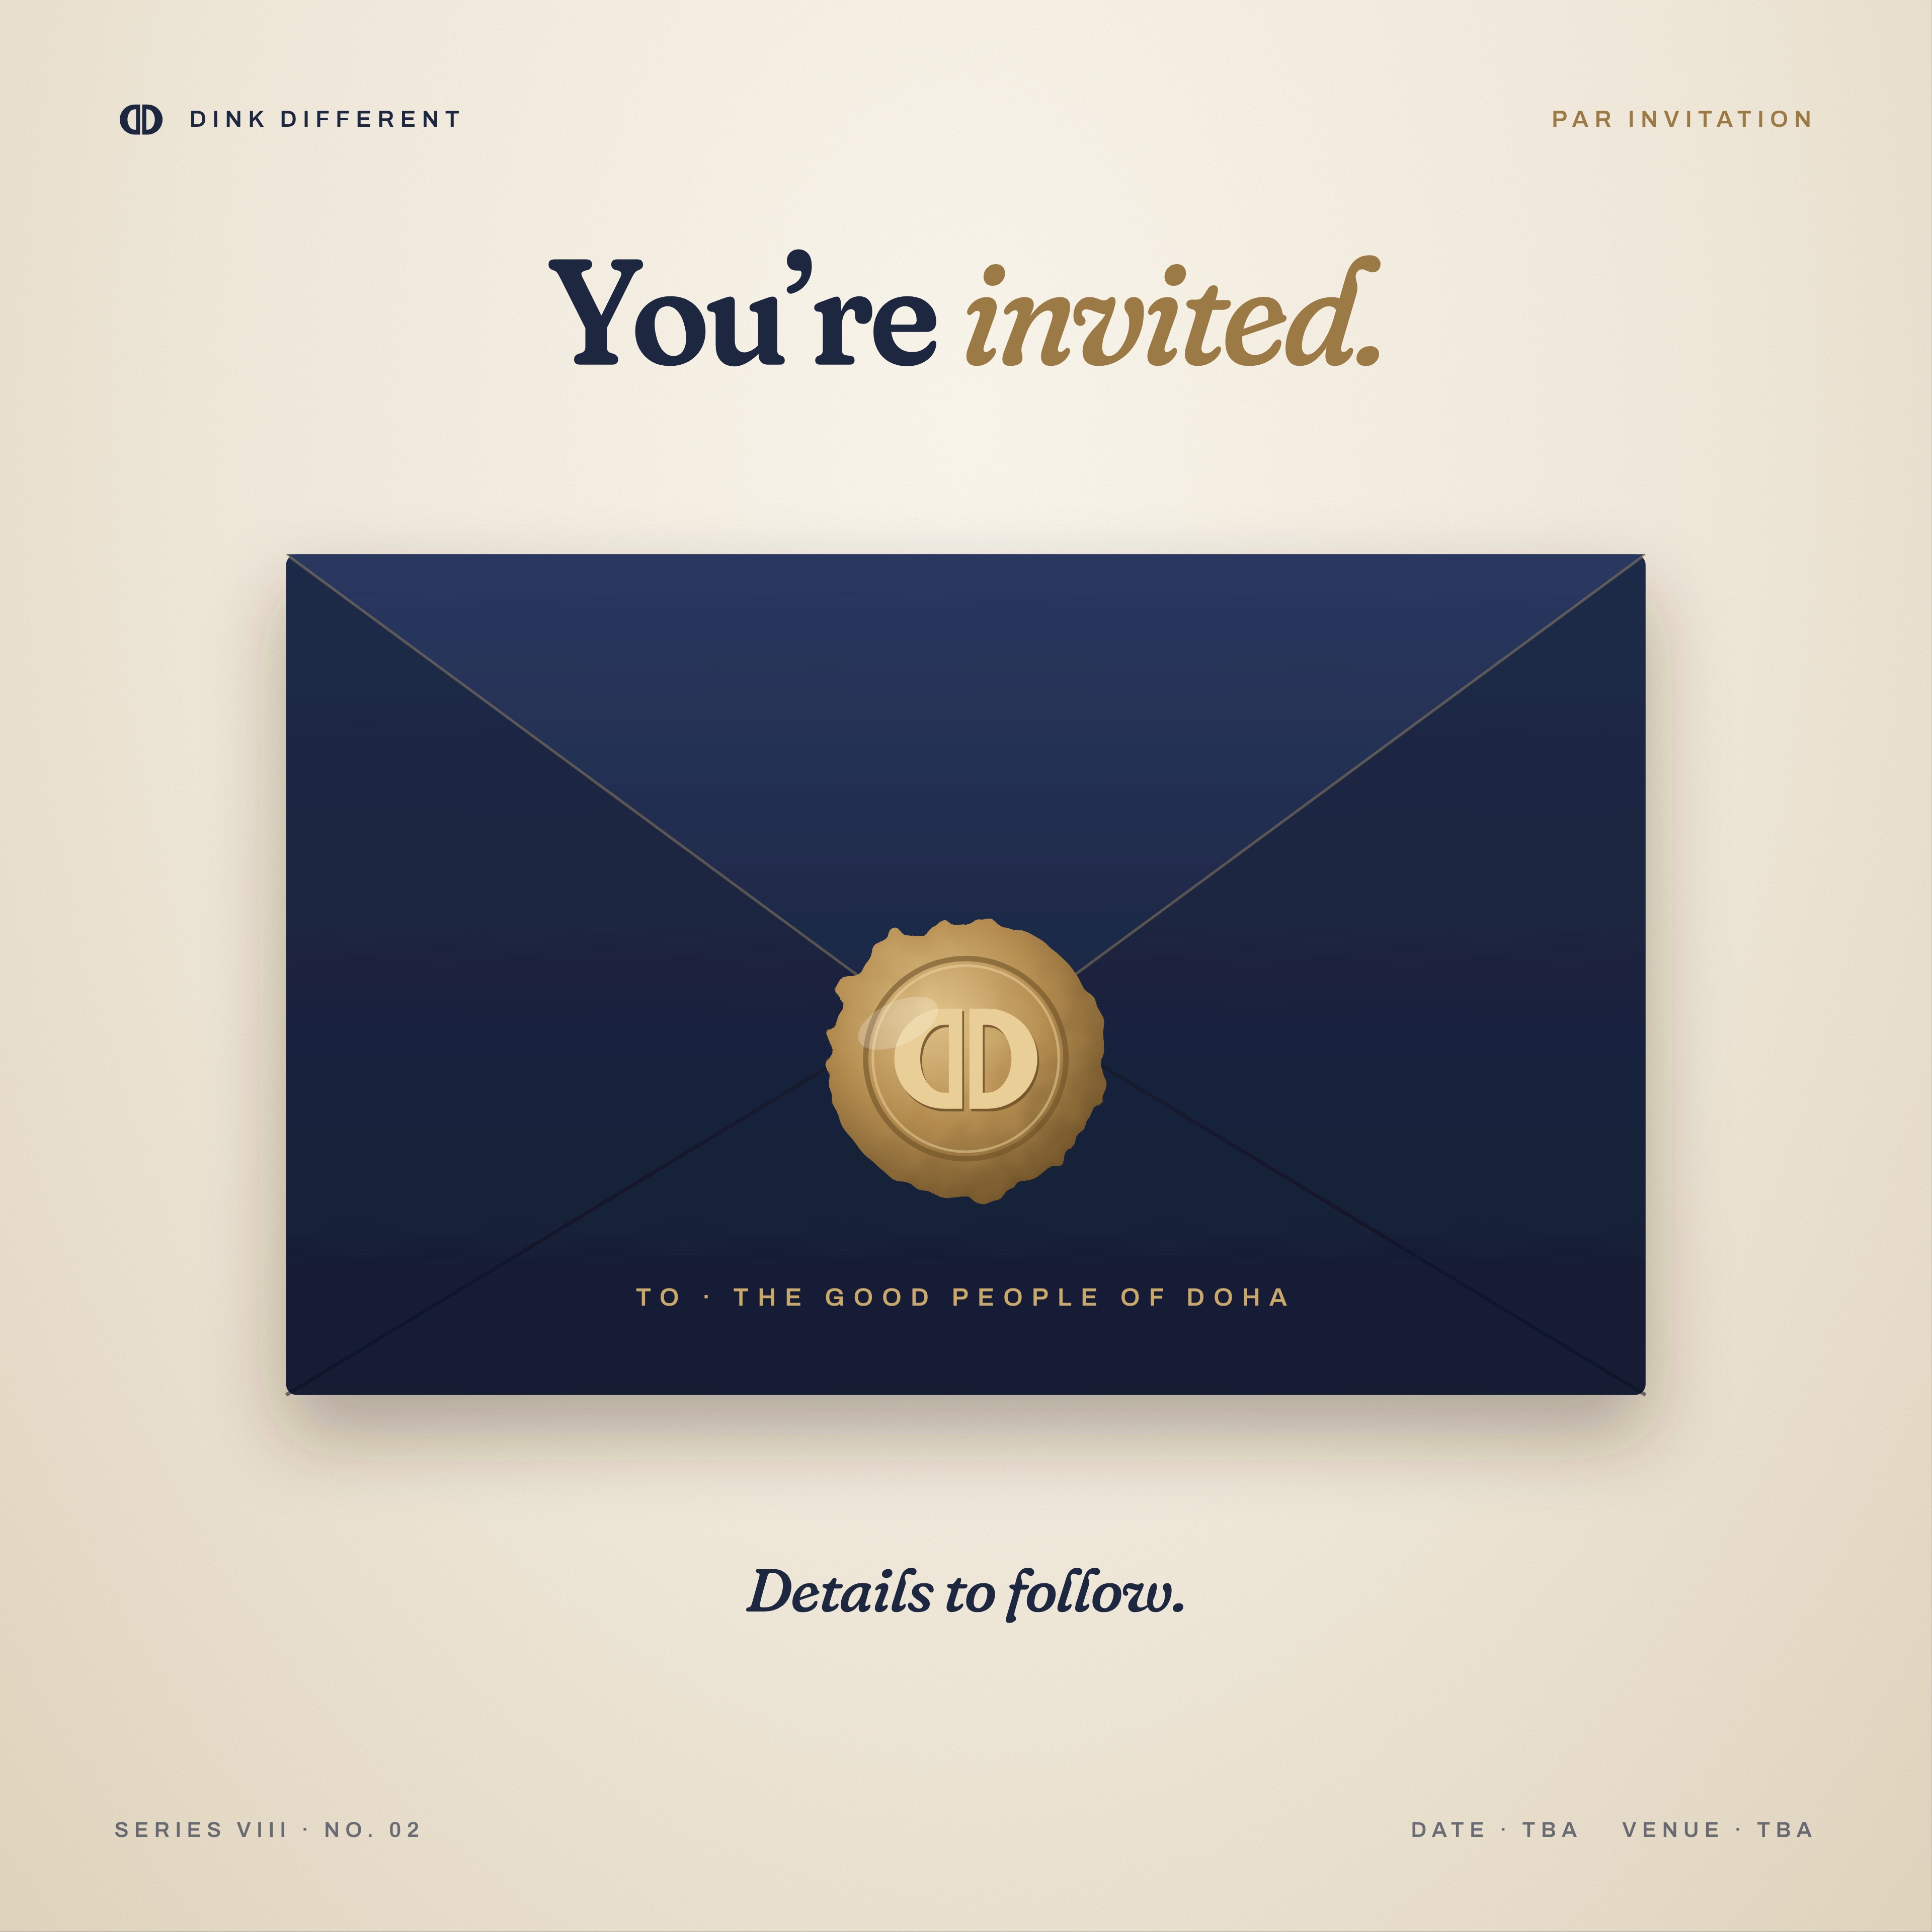 DINK DIFFERENT
PAR INVITATION
You’re invited.
TO · THE GOOD PEOPLE OF DOHA
Details to follow.
SERIES VIII · NO. 02
DATE · TBA VENUE · TBA